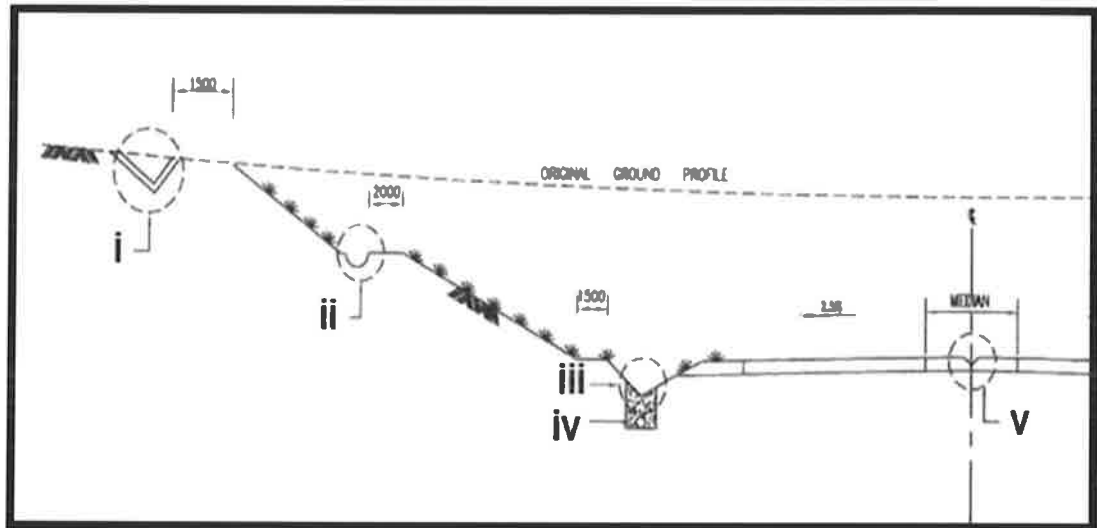 1500
ORIGINAL GROUND PROFILE
2000
i
℄
ii
1500
MEDIAN
iii
iv
V